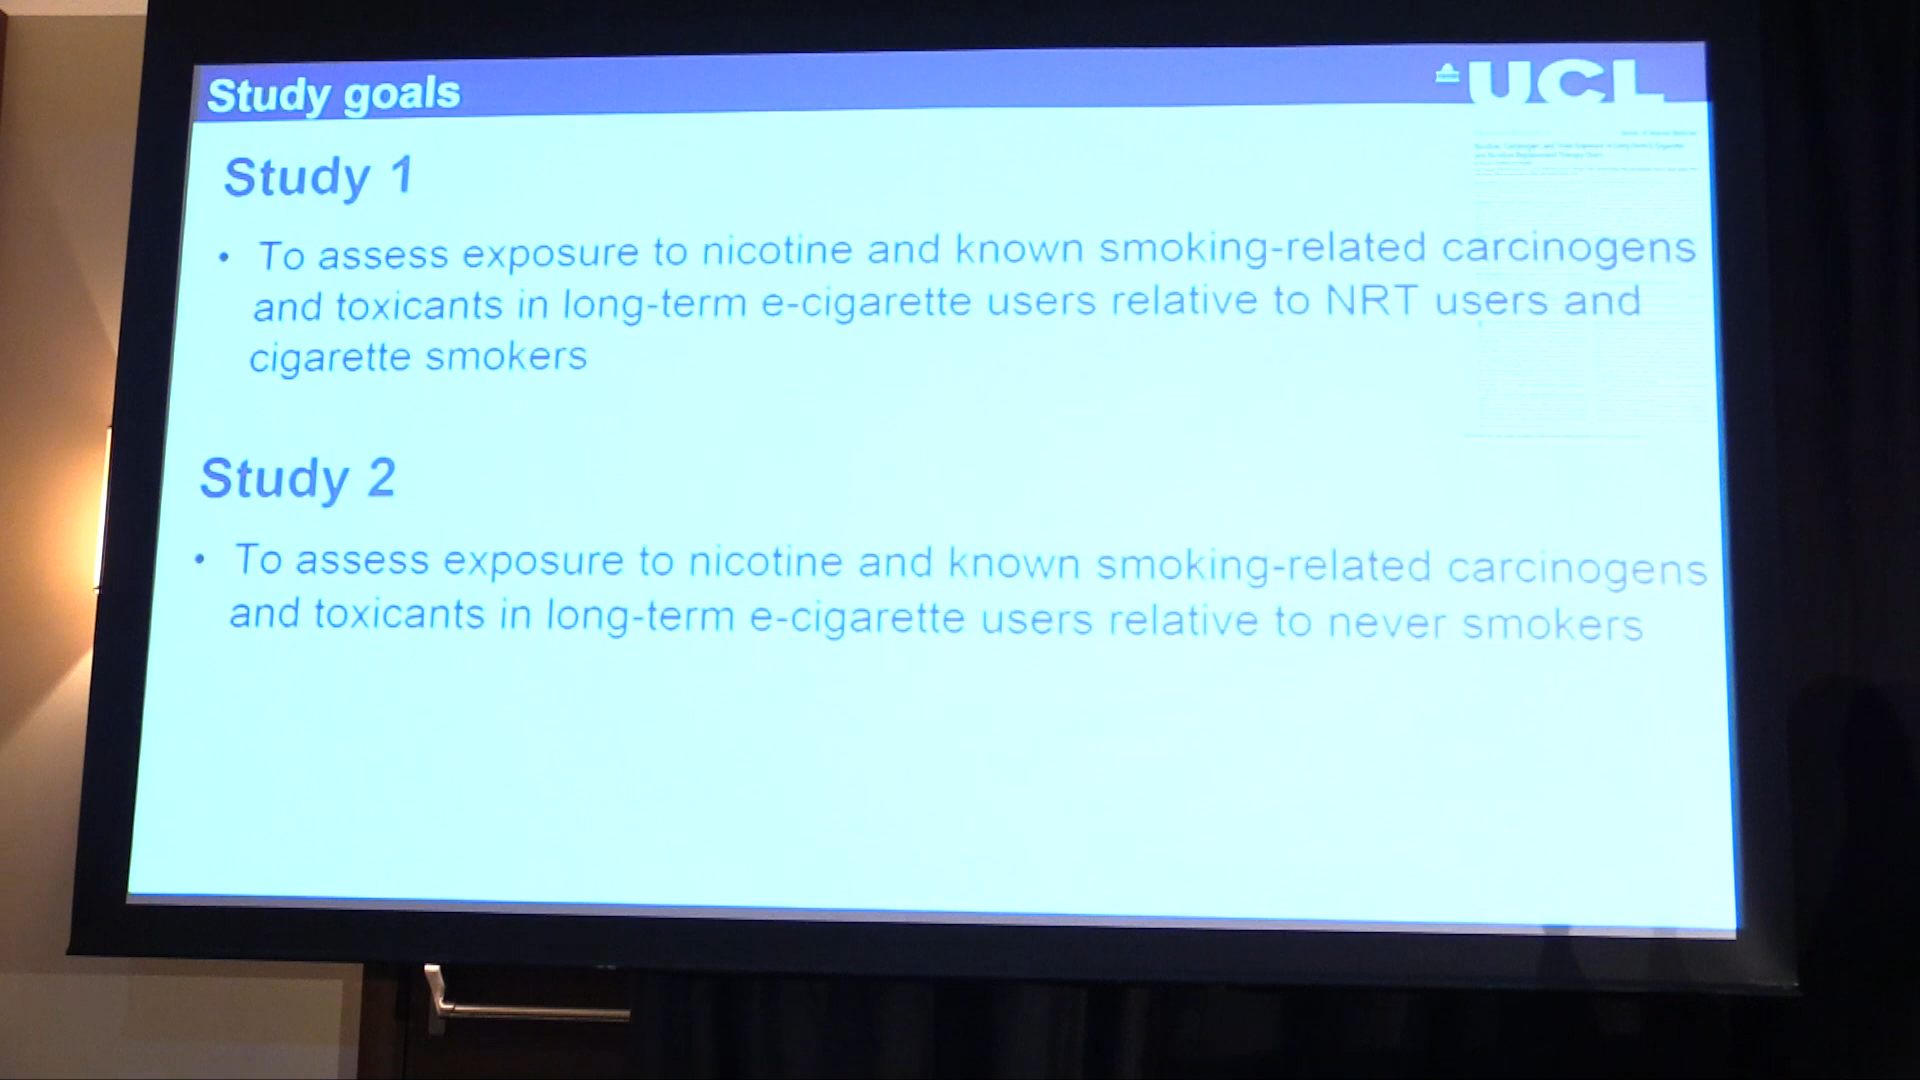 Study goals
UCL
Study 1
• To assess exposure to nicotine and known smoking-related carcinogens
and toxicants in long-term e-cigarette users relative to NRT users and
cigarette smokers
Study 2
• To assess exposure to nicotine and known smoking-related carcinogens
and toxicants in long-term e-cigarette users relative to never smokers